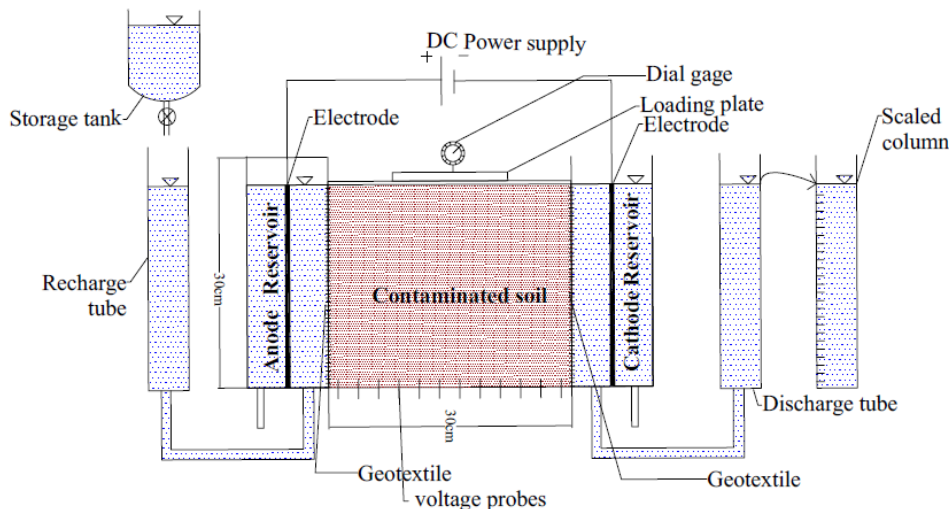 DC Power supply
+ −
Dial gage
Storage tank
Electrode
Loading plate
Electrode
Scaled
column
Recharge
tube
30cm
Anode Reservoir
Contaminated soil
Cathode Reservoir
30cm
Discharge tube
Geotextile
voltage probes
Geotextile